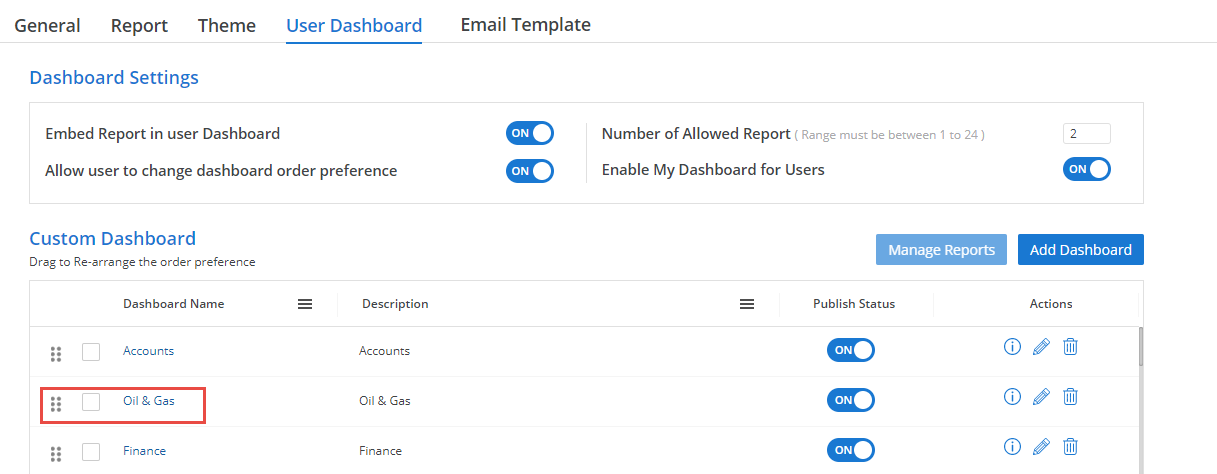 General Report Theme User Dashboard Email Template
Dashboard Settings
Embed Report in user Dashboard ON Number of Allowed Report ( Range must be between 1 to 24 ) 2
Allow user to change dashboard order preference ON Enable My Dashboard for Users ON
Custom Dashboard
Drag to Re-arrange the order preference
Manage Reports Add Dashboard
Dashboard Name Description Publish Status Actions
Accounts Accounts ON
Oil & Gas Oil & Gas ON
Finance Finance ON